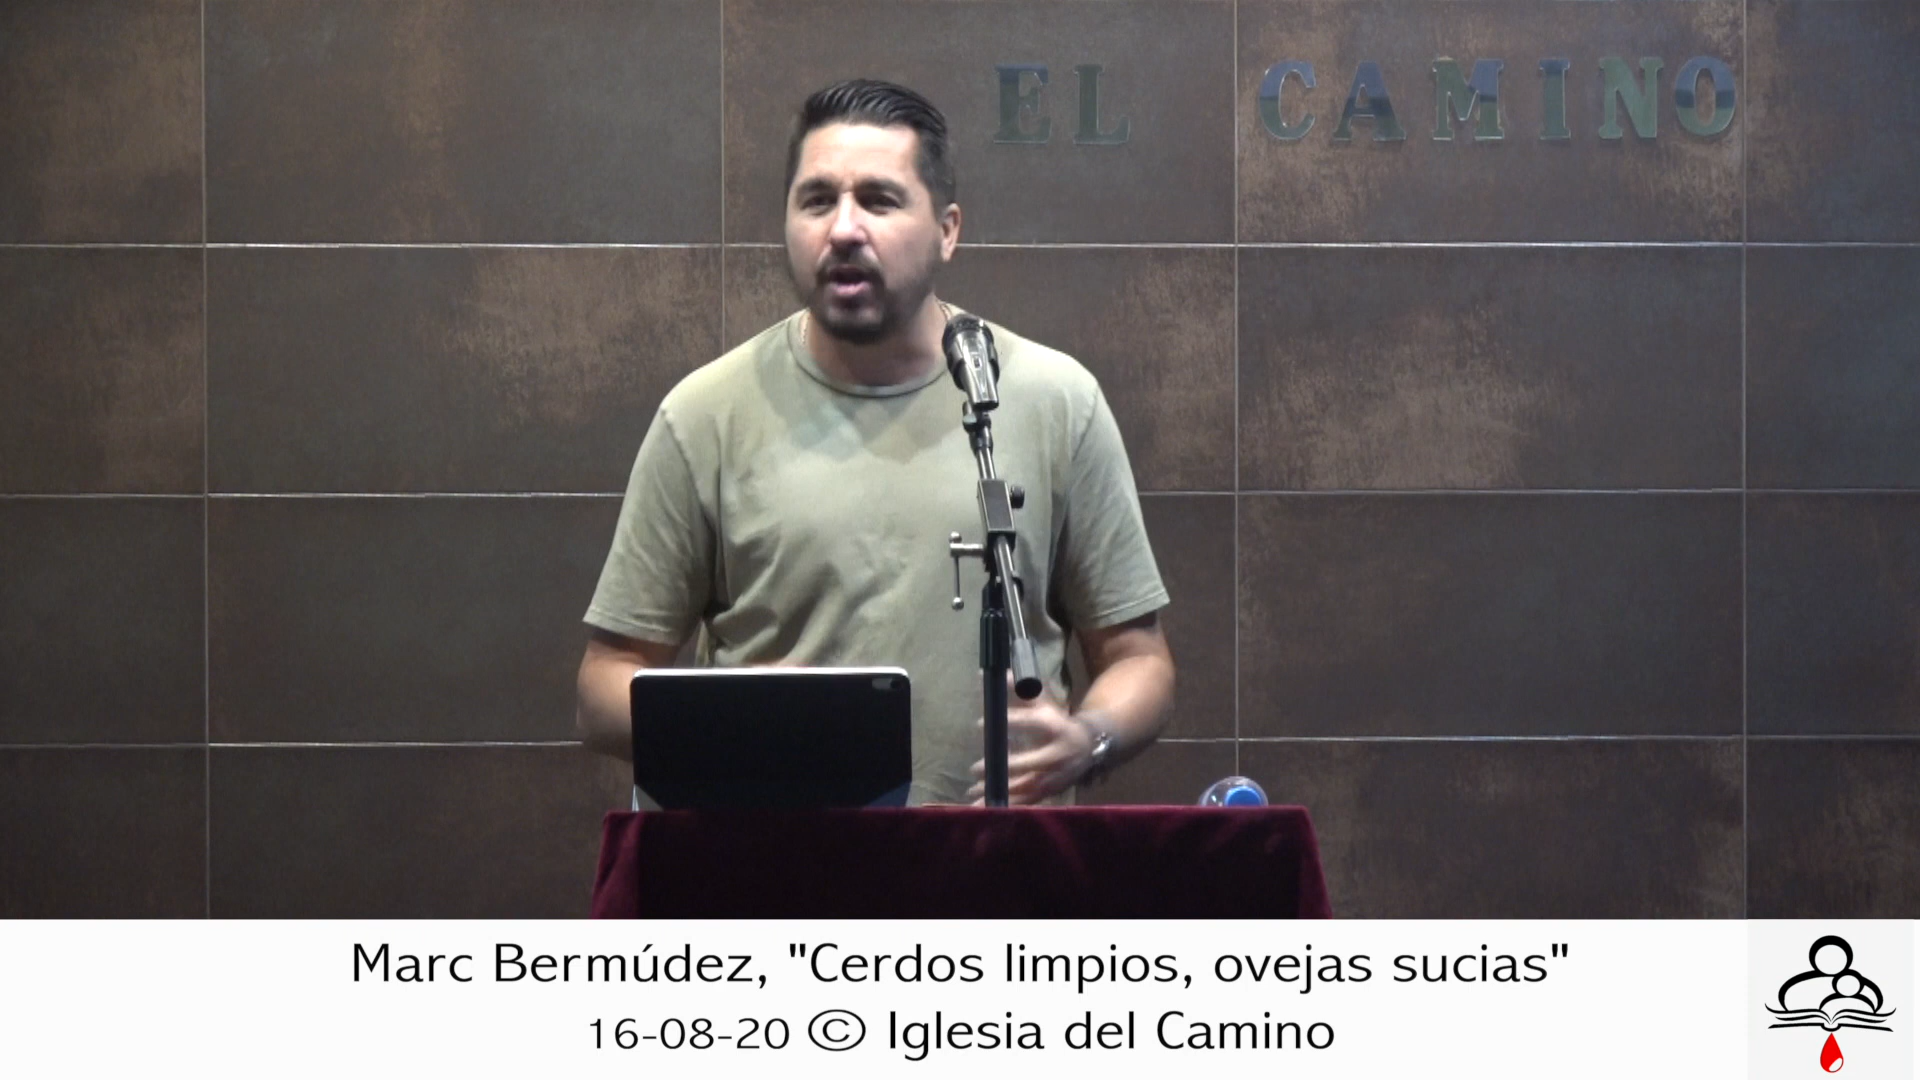 EL CAMINO
Marc Bermúdez, "Cerdos limpios, ovejas sucias"
16-08-20 © Iglesia del Camino